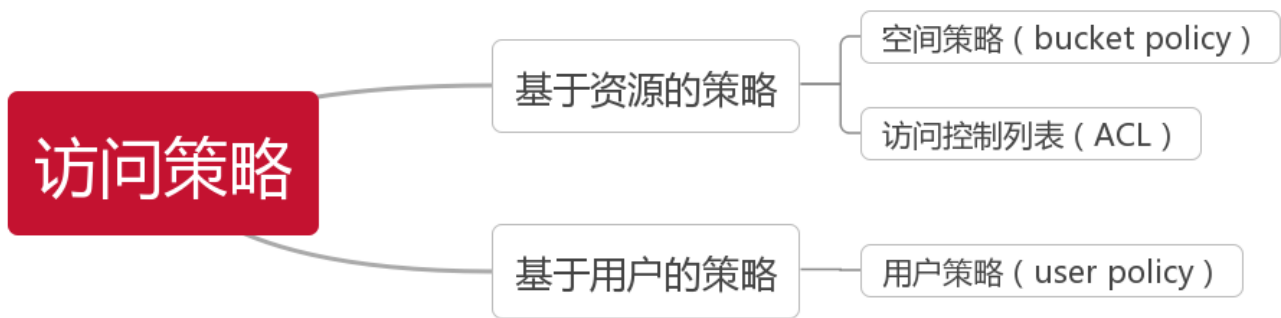 访问策略
基于资源的策略
空间策略（bucket policy）
访问控制列表（ACL）
基于用户的策略
用户策略（user policy）